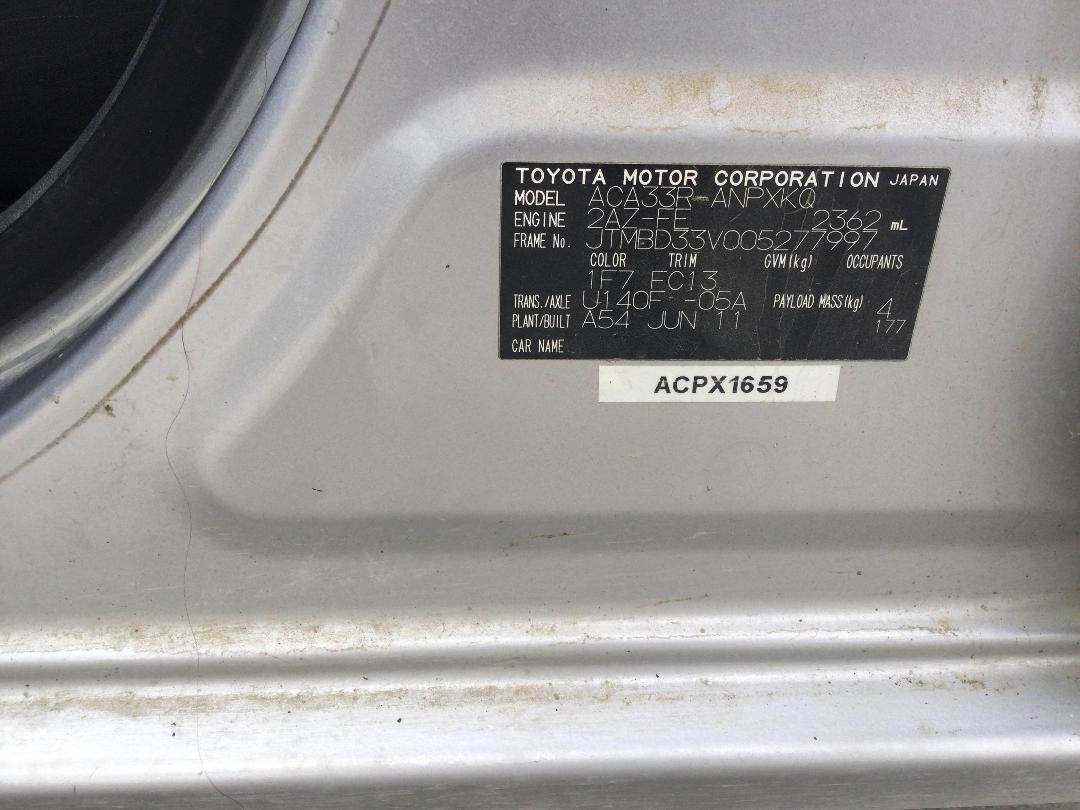 TOYOTA MOTOR CORPORATION JAPAN
MODEL ACA33R-ANPXKQ
ENGINE 2AZ-FE 2362 mL
FRAME No. JTMBD33V005277997
COLOR TRIM GVM(kg) OCCUPANTS
1F7 EC13
TRANS./AXLE U140F -05A PAYLOAD MASS(kg) 4
PLANT/BUILT A54 JUN 11 177
CAR NAME
ACPX1659